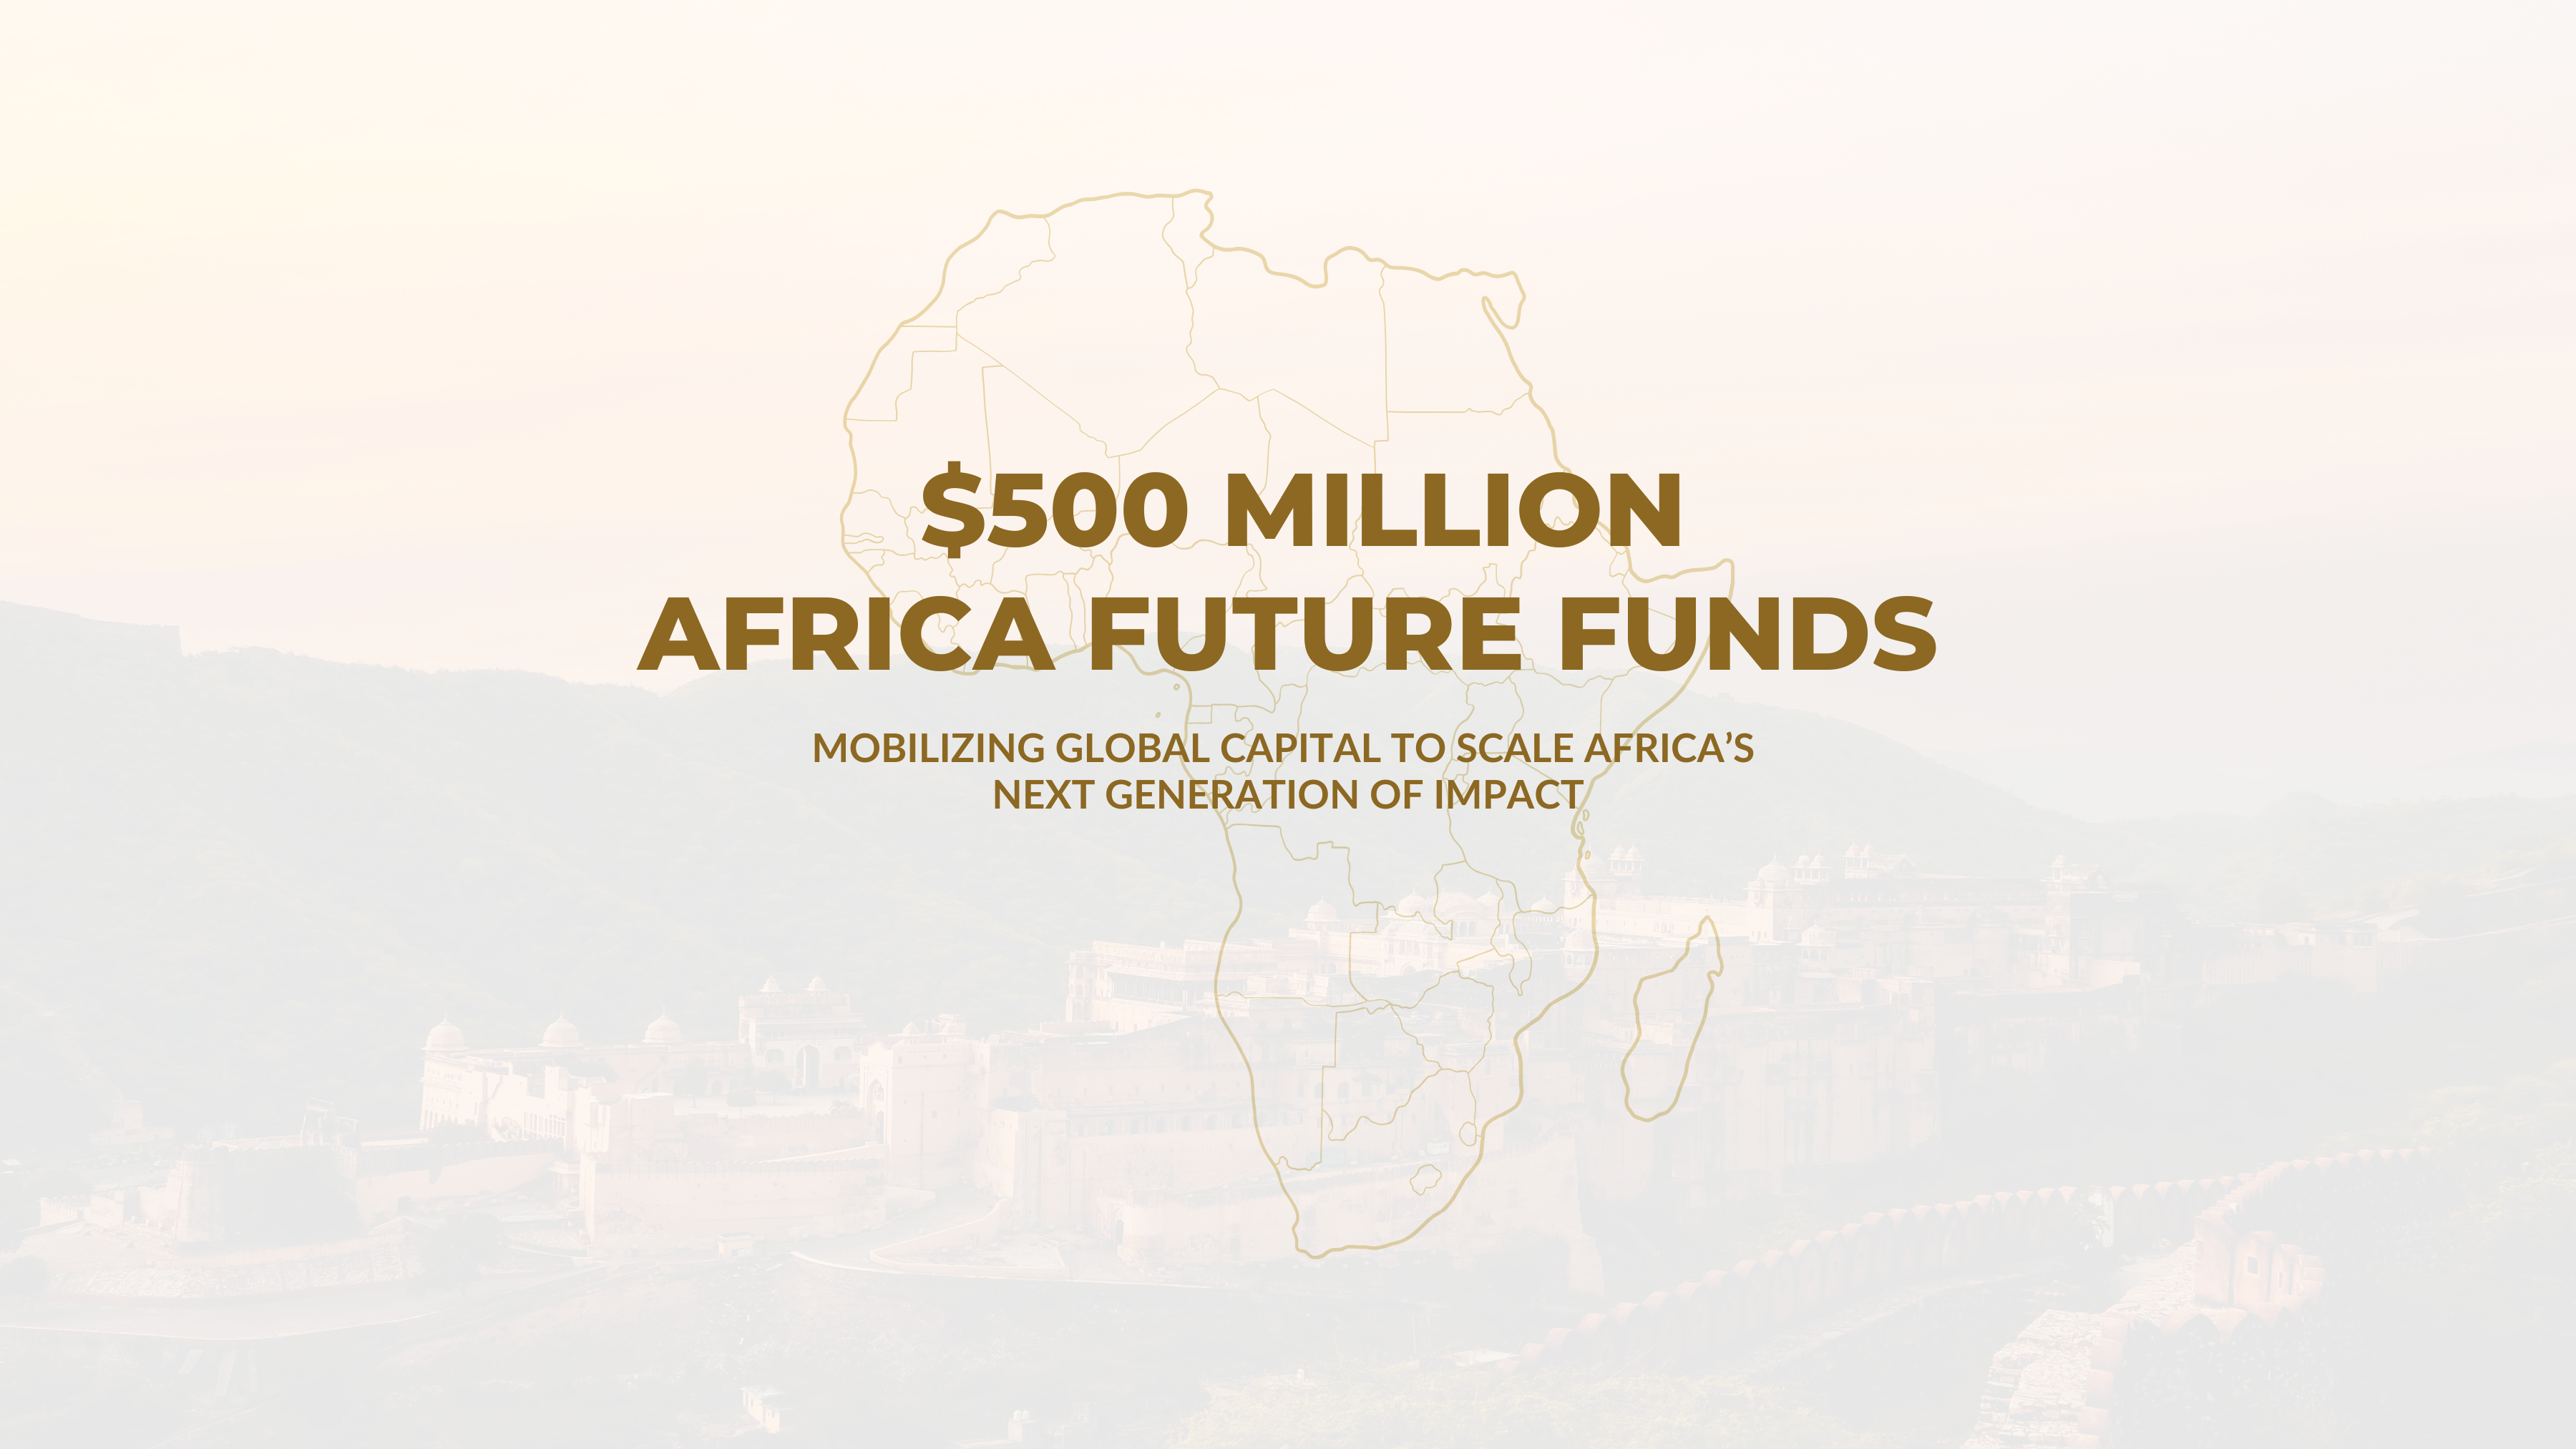 $500 MILLION
AFRICA FUTURE FUNDS
MOBILIZING GLOBAL CAPITAL TO SCALE AFRICA’S
NEXT GENERATION OF IMPACT